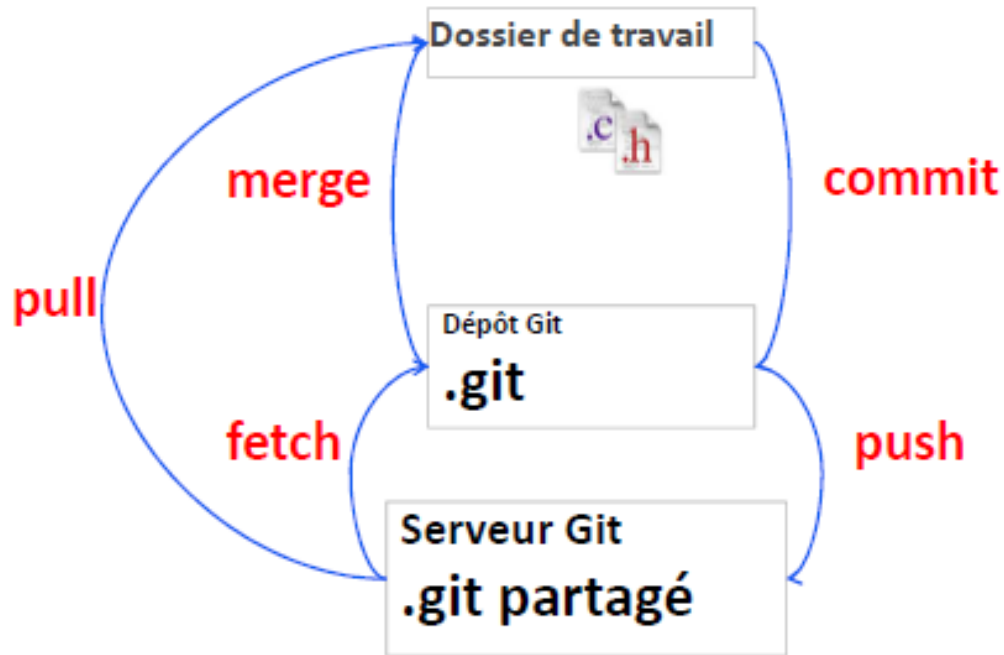 Dossier de travail
.c
.h
merge
commit
pull
Dépôt Git
.git
fetch
push
Serveur Git
.git partagé